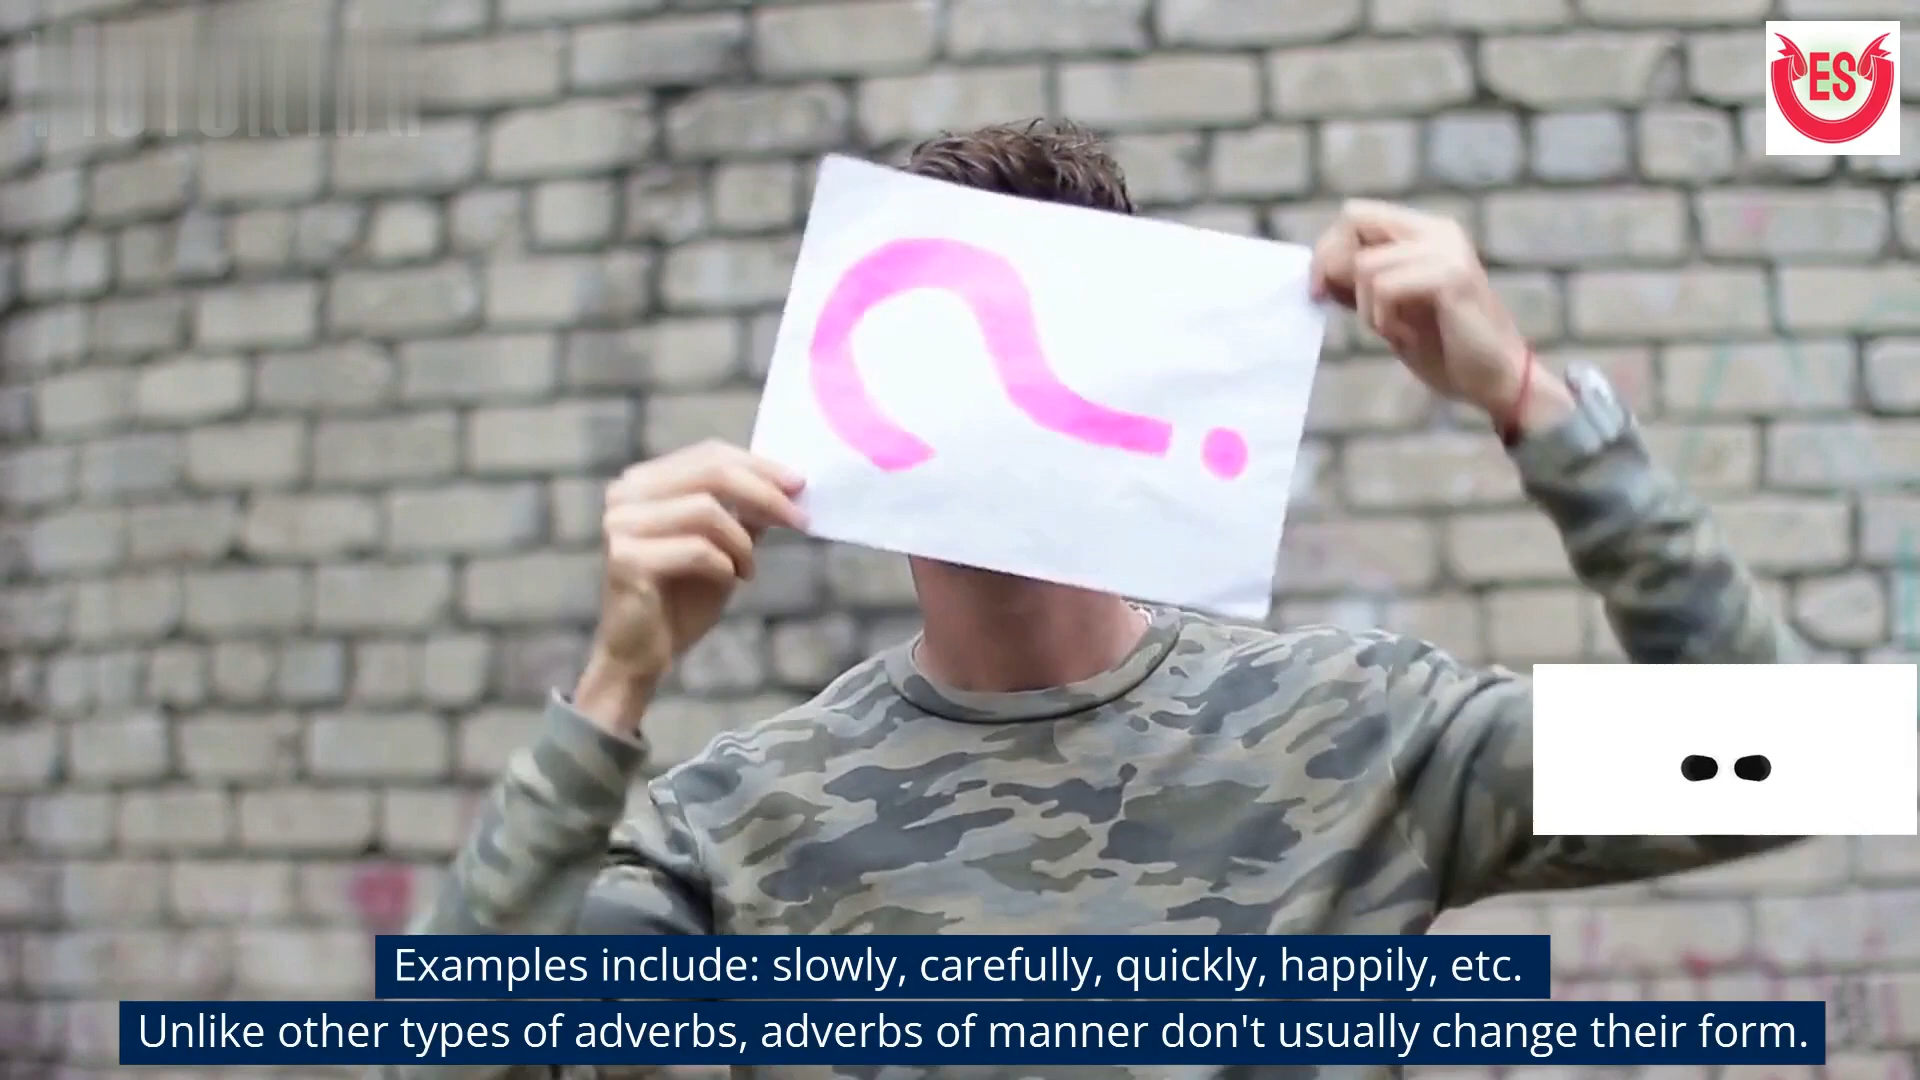 ES
?
Examples include: slowly, carefully, quickly, happily, etc.
Unlike other types of adverbs, adverbs of manner don't usually change their form.